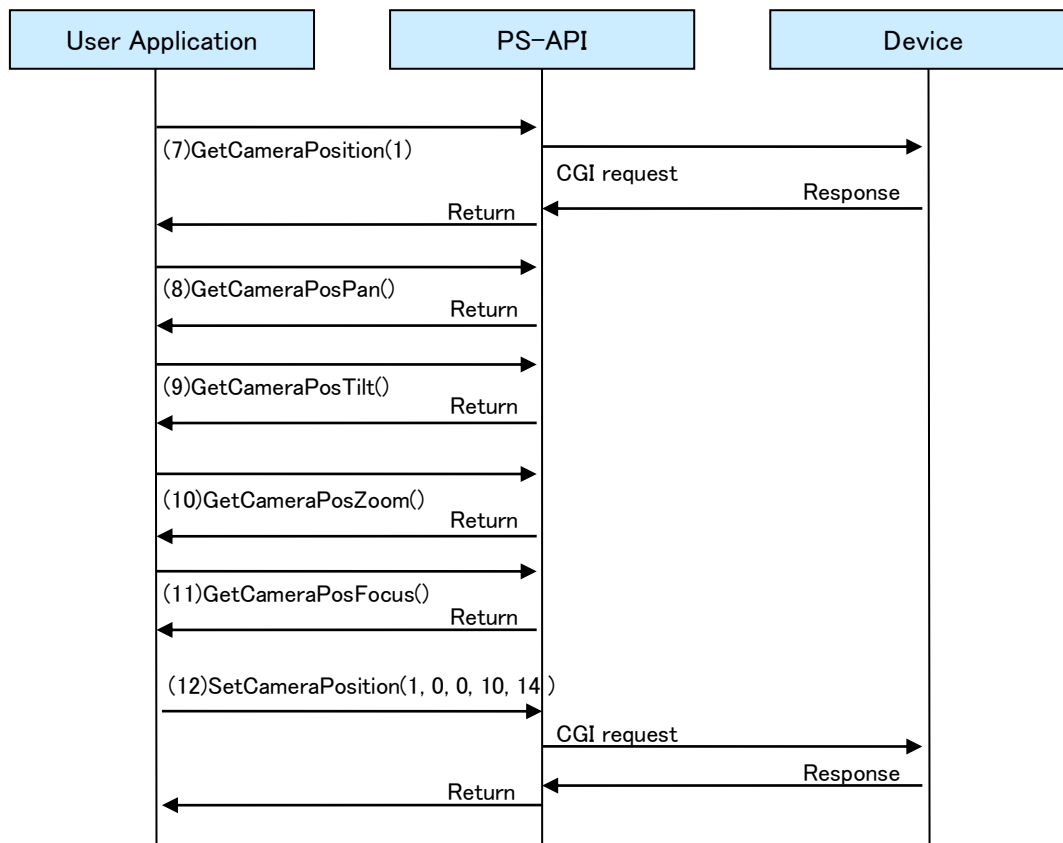 User Application
PS-API
Device
(7)GetCameraPosition(1)
CGI request
Response
Return
(8)GetCameraPosPan()
Return
(9)GetCameraPosTilt()
Return
(10)GetCameraPosZoom()
Return
(11)GetCameraPosFocus()
Return
(12)SetCameraPosition(1, 0, 0, 10, 14 )
CGI request
Response
Return